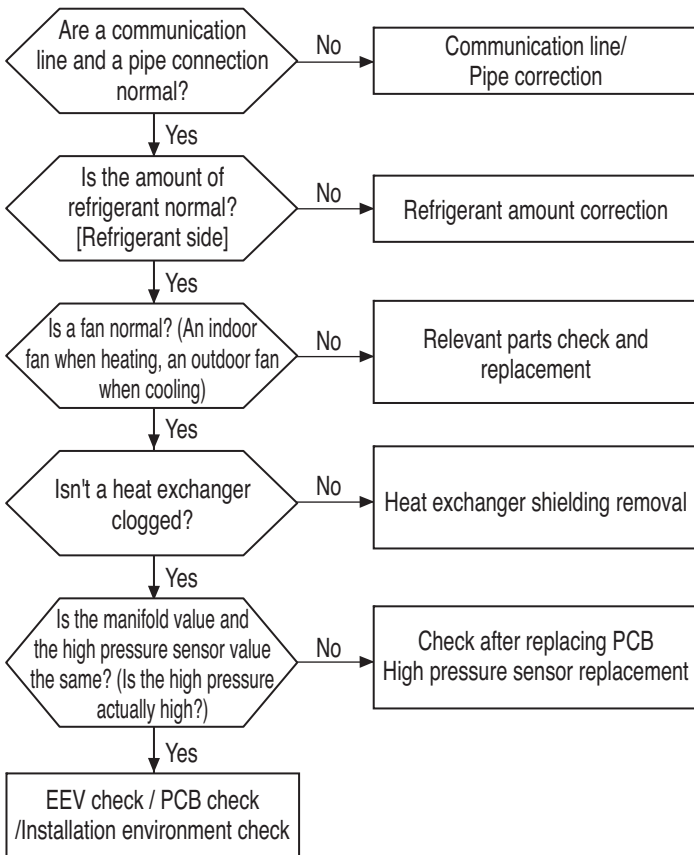 Are a communication
line and a pipe connection
normal?
No
Communication line/
Pipe correction
Yes
Is the amount of
refrigerant normal?
[Refrigerant side]
No
Refrigerant amount correction
Yes
Is a fan normal? (An indoor
fan when heating, an outdoor fan
when cooling)
No
Relevant parts check and
replacement
Yes
Isn't a heat exchanger
clogged?
No
Heat exchanger shielding removal
Yes
Is the manifold value and
the high pressure sensor value
the same? (Is the high pressure
actually high?)
No
Check after replacing PCB
High pressure sensor replacement
Yes
EEV check / PCB check
/Installation environment check